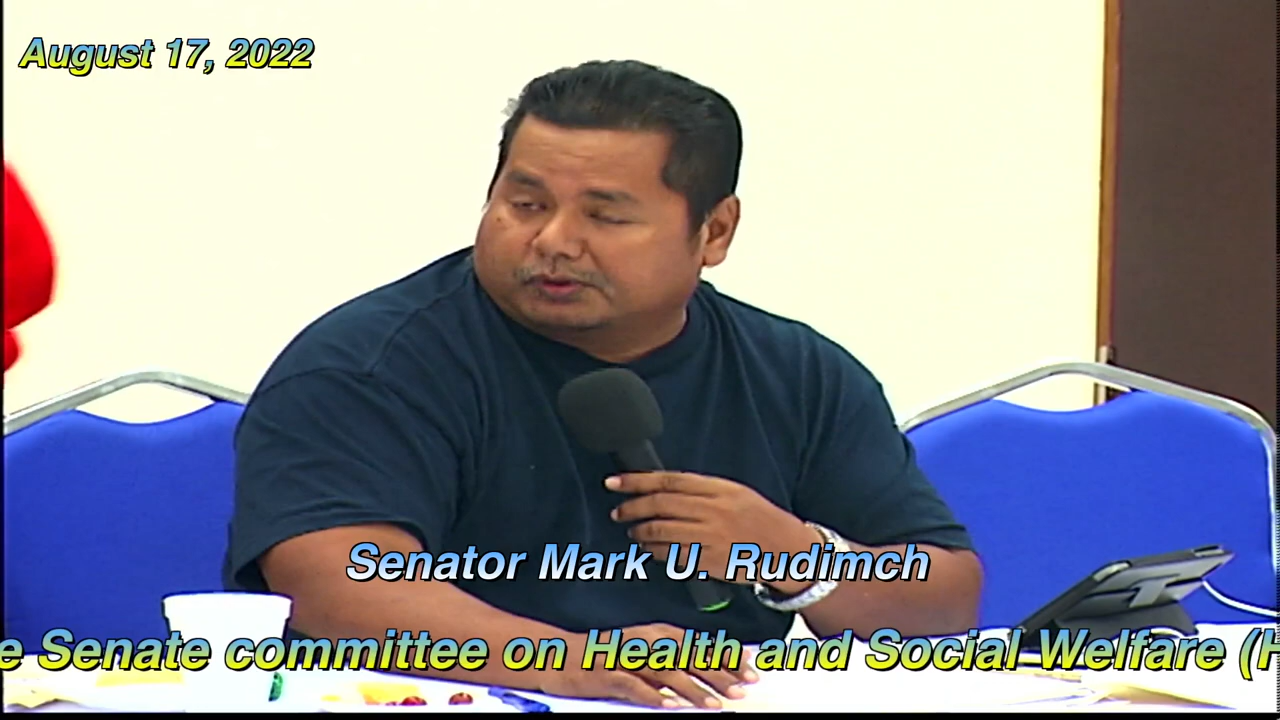 August 17, 2022
Senator Mark U. Rudimch
e Senate committee on Health and Social Welfare (H